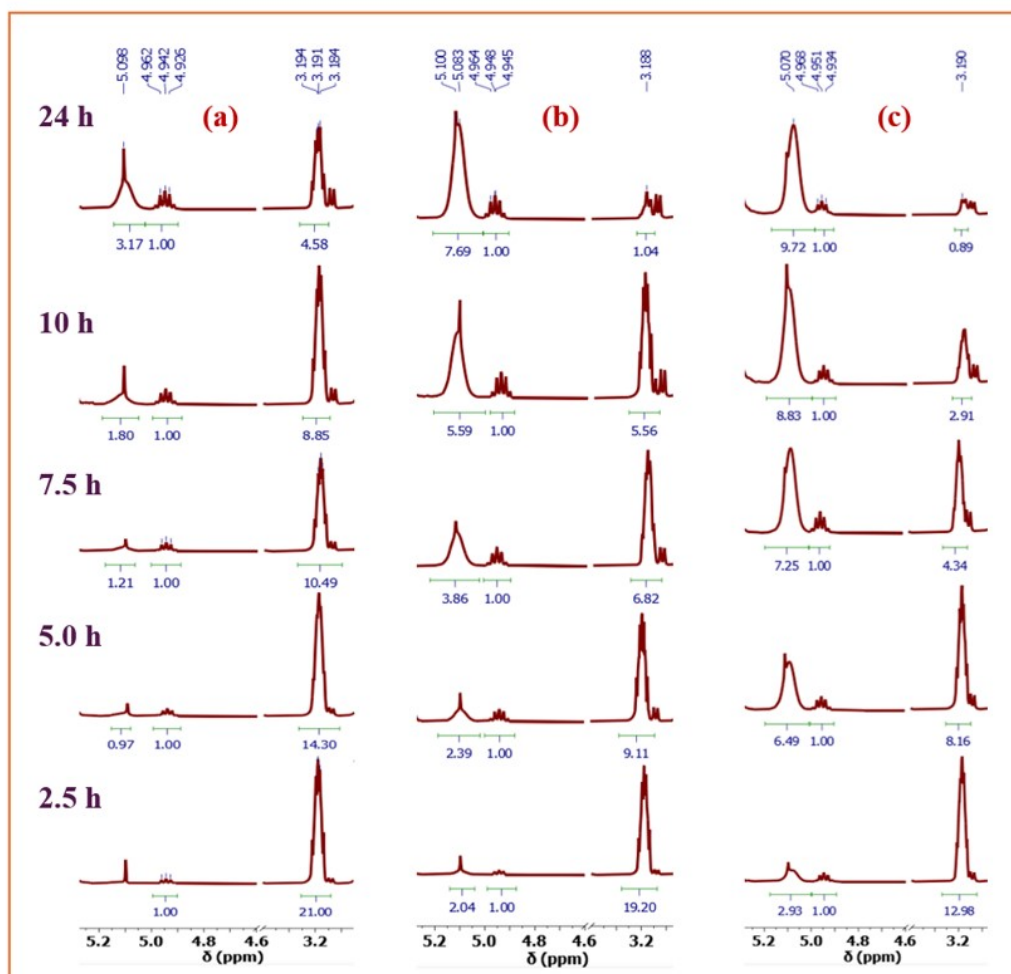 5.098 4.962 4.942 4.926 3.194 3.191 3.184
5.100 5.083 4.964 4.948 4.945 3.188
5.070 4.968 4.951 4.934 3.190
24 h (a) (b) (c)
3.17 1.00 4.58 7.69 1.00 1.04 9.72 1.00 0.89
10 h
1.80 1.00 8.85 5.59 1.00 5.56 8.83 1.00 2.91
7.5 h
1.21 1.00 10.49 3.86 1.00 6.82 7.25 1.00 4.34
5.0 h
0.97 1.00 14.30 2.39 1.00 9.11 6.49 1.00 8.16
2.5 h
1.00 21.00 2.04 1.00 19.20 2.93 1.00 12.98
5.2 5.0 4.8 4.6 3.2 5.2 5.0 4.8 4.6 3.2 5.2 5.0 4.8 4.6 3.2
δ (ppm) δ (ppm) δ (ppm)